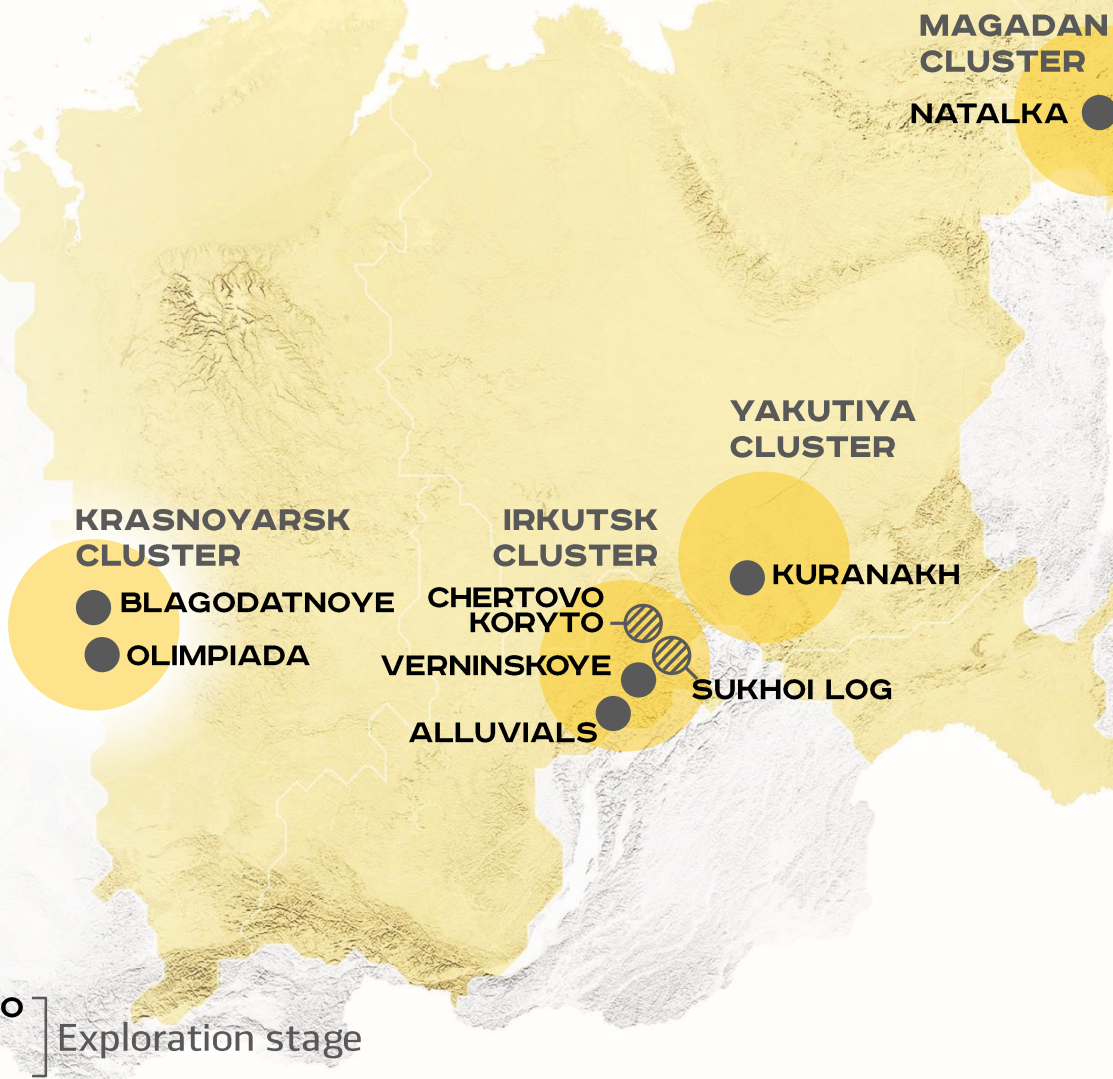 MAGADAN
CLUSTER
NATALKA
YAKUTIYA
CLUSTER
KRASNOYARSK
CLUSTER
IRKUTSK
CLUSTER
KURANAKH
BLAGODATNOYE
CHERTOVO
KORYTO
OLIMPIADA
VERNINSKOYE
SUKHOI LOG
ALLUVIALS
O
Exploration stage